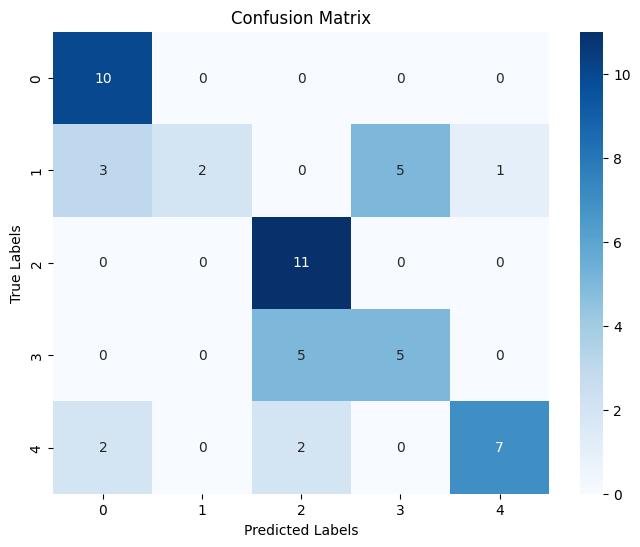 Confusion Matrix
True Labels
0 10 0 0 0 0
1 3 2 0 5 1
2 0 0 11 0 0
3 0 0 5 5 0
4 2 0 2 0 7
0 1 2 3 4
Predicted Labels
10
8
6
4
2
0